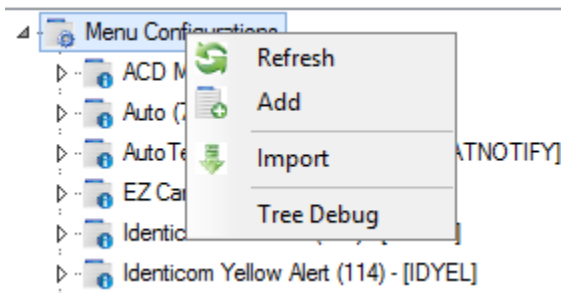 Menu Configurations
Refresh
ACD M
Add
Auto (7
AutoTe
Import
ATNOTIFY]
EZ Car
Tree Debug
Identic
]
Identicom Yellow Alert (114) - [IDYEL]